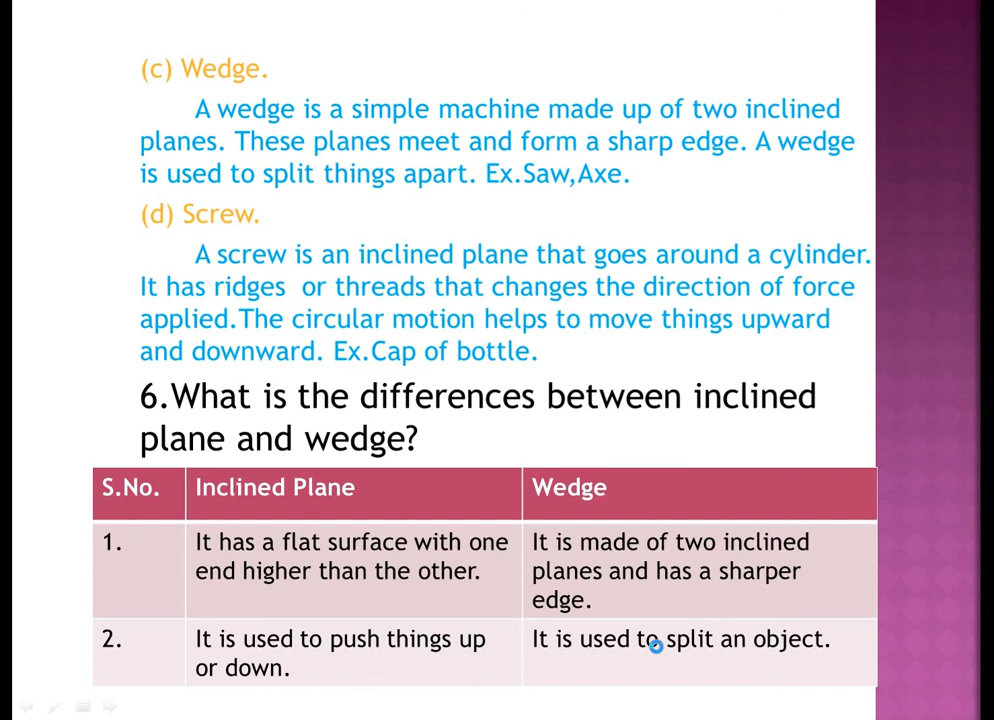 (c) Wedge.
A wedge is a simple machine made up of two inclined
planes. These planes meet and form a sharp edge. A wedge
is used to split things apart. Ex.Saw,Axe.
(d) Screw.
A screw is an inclined plane that goes around a cylinder.
It has ridges or threads that changes the direction of force
applied.The circular motion helps to move things upward
and downward. Ex.Cap of bottle.
6.What is the differences between inclined
plane and wedge?
S.No. Inclined Plane Wedge
1. It has a flat surface with one It is made of two inclined
end higher than the other. planes and has a sharper
edge.
2. It is used to push things up It is used to split an object.
or down.